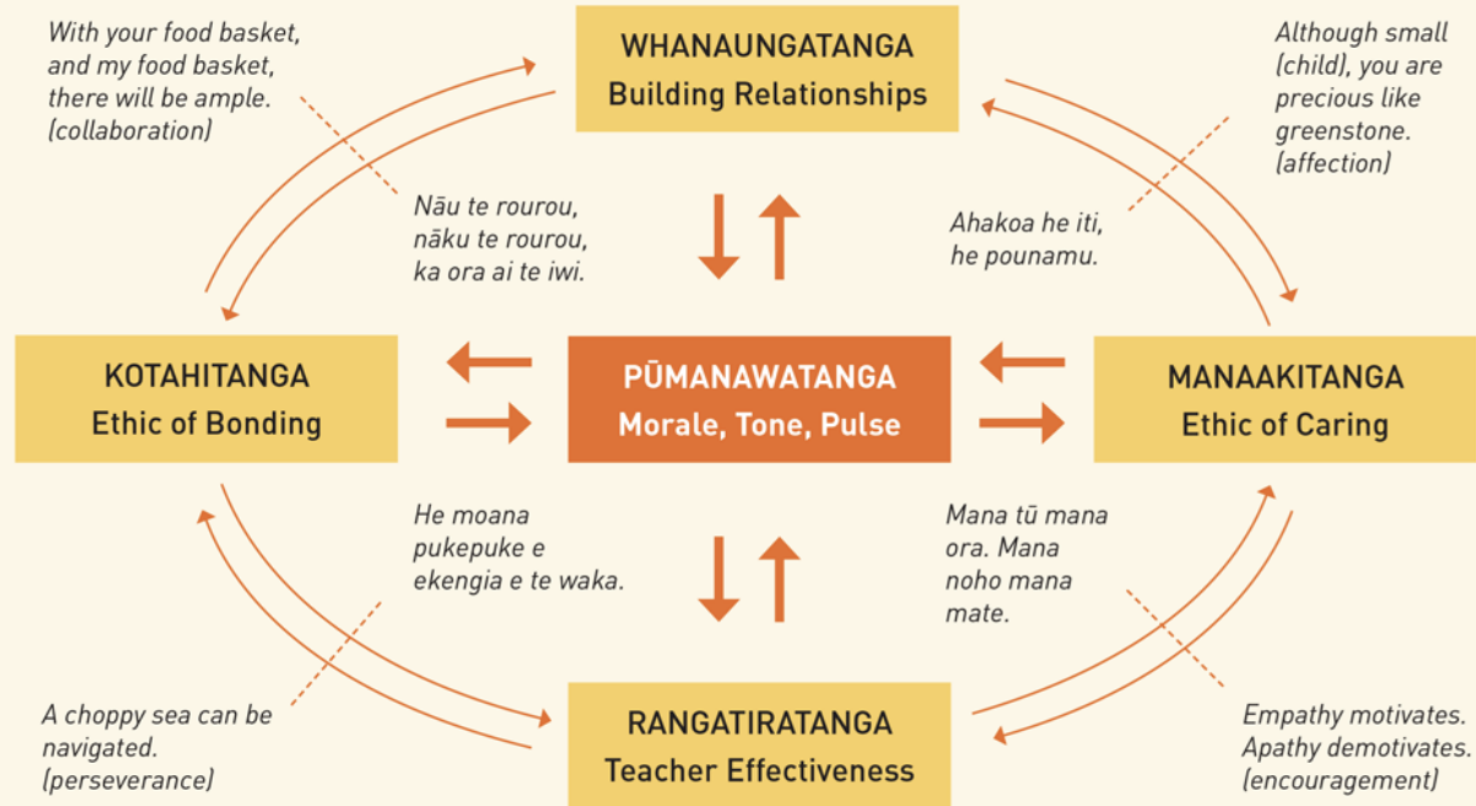 With your food basket,
and my food basket,
there will be ample.
(collaboration)
WHANAUNGATANGA
Building Relationships
Although small
(child), you are
precious like
greenstone.
(affection)
Nāu te rourou,
nāku te rourou,
ka ora ai te iwi.
Ahakoa he iti,
he pounamu.
KOTAHITANGA
Ethic of Bonding
PŪMANAWATANGA
Morale, Tone, Pulse
MANAAKITANGA
Ethic of Caring
He moana
pukepuke e
ekengia e te waka.
Mana tū mana
ora. Mana
noho mana
mate.
A choppy sea can be
navigated.
(perseverance)
RANGATIRATANGA
Teacher Effectiveness
Empathy motivates.
Apathy demotivates.
(encouragement)